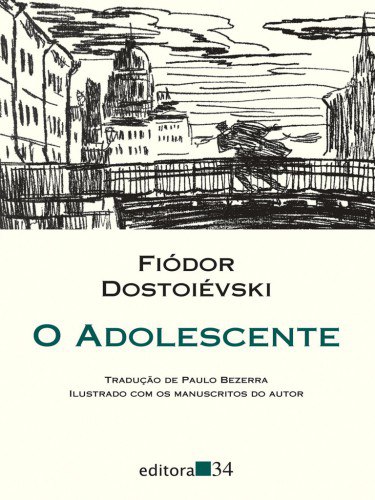 Fiódor
Dostoiévski
O Adolescente
Tradução de Paulo Bezerra
Ilustrado com os manuscritos do autor
editora 34